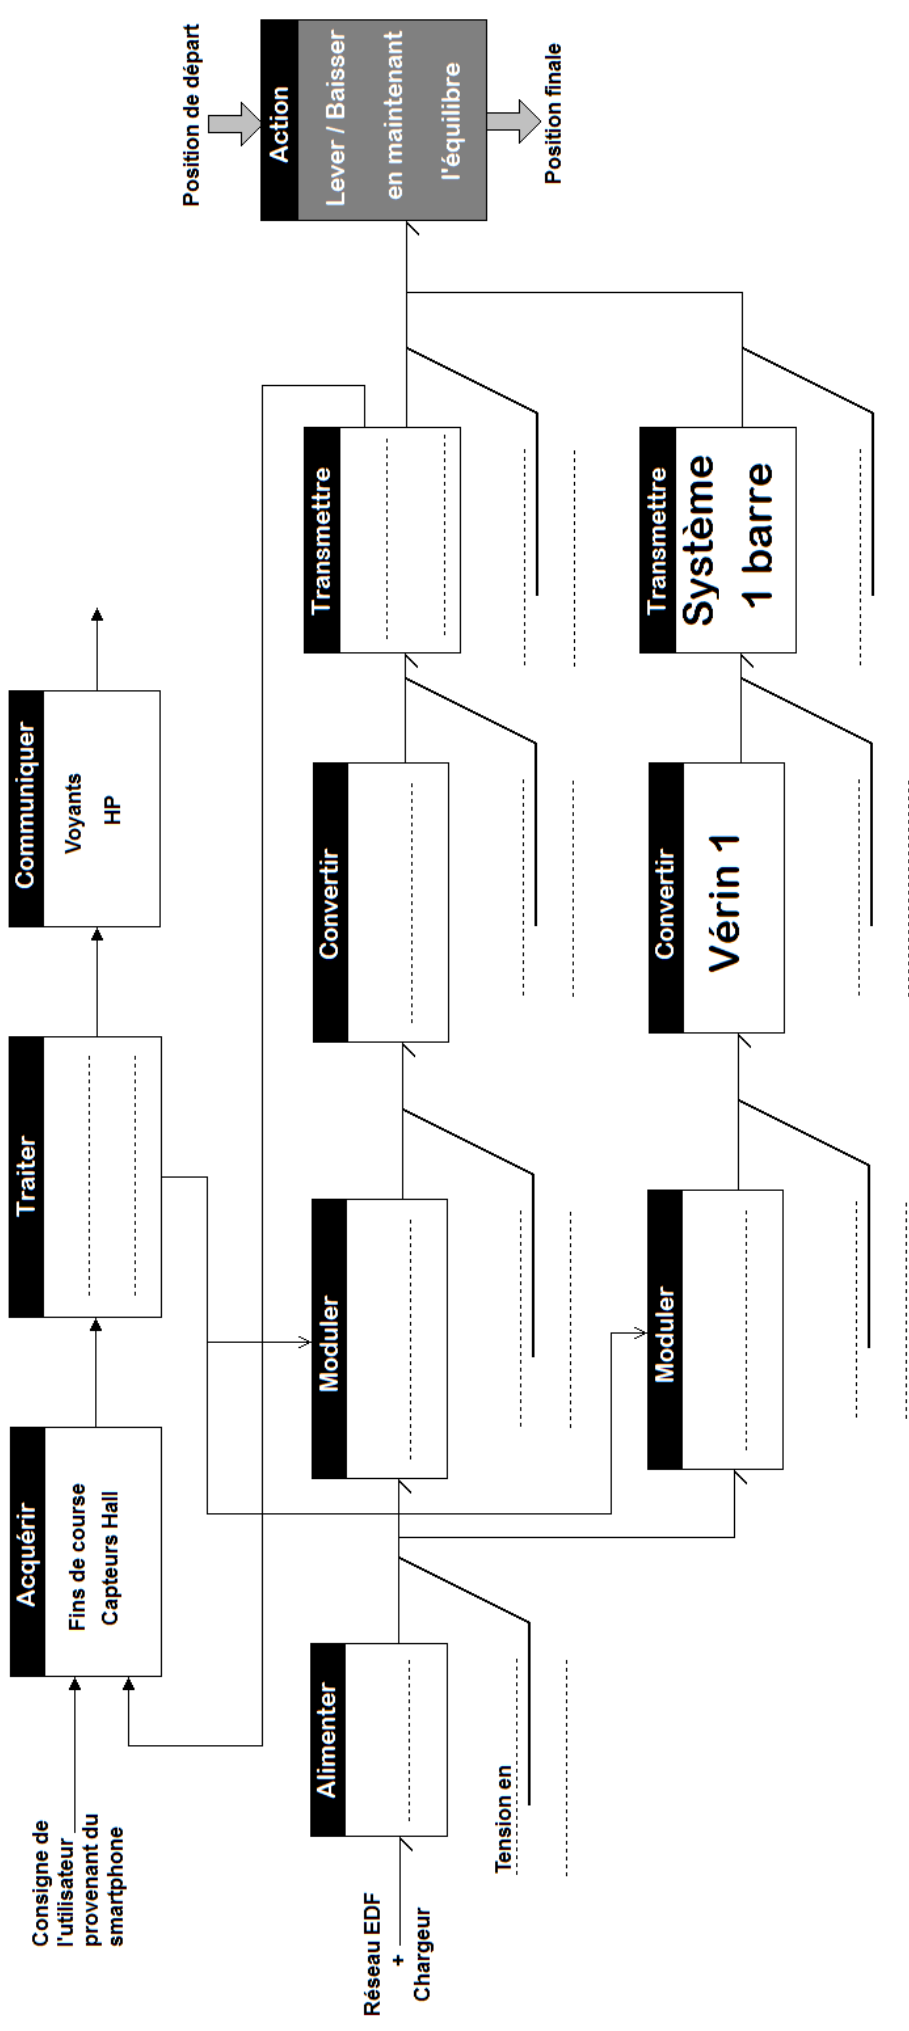 Consigne de
l'utilisateur
provenant du
smartphone
Acquérir
Fins de course
Capteurs Hall
Traiter
Communiquer
Voyants
HP
Réseau EDF
+
Chargeur
Alimenter
Tension en
Moduler
Convertir
Transmettre
Position de départ
Action
Lever / Baisser
en maintenant
l'équilibre
Position finale
Moduler
Convertir
Vérin 1
Transmettre
Système
1 barre